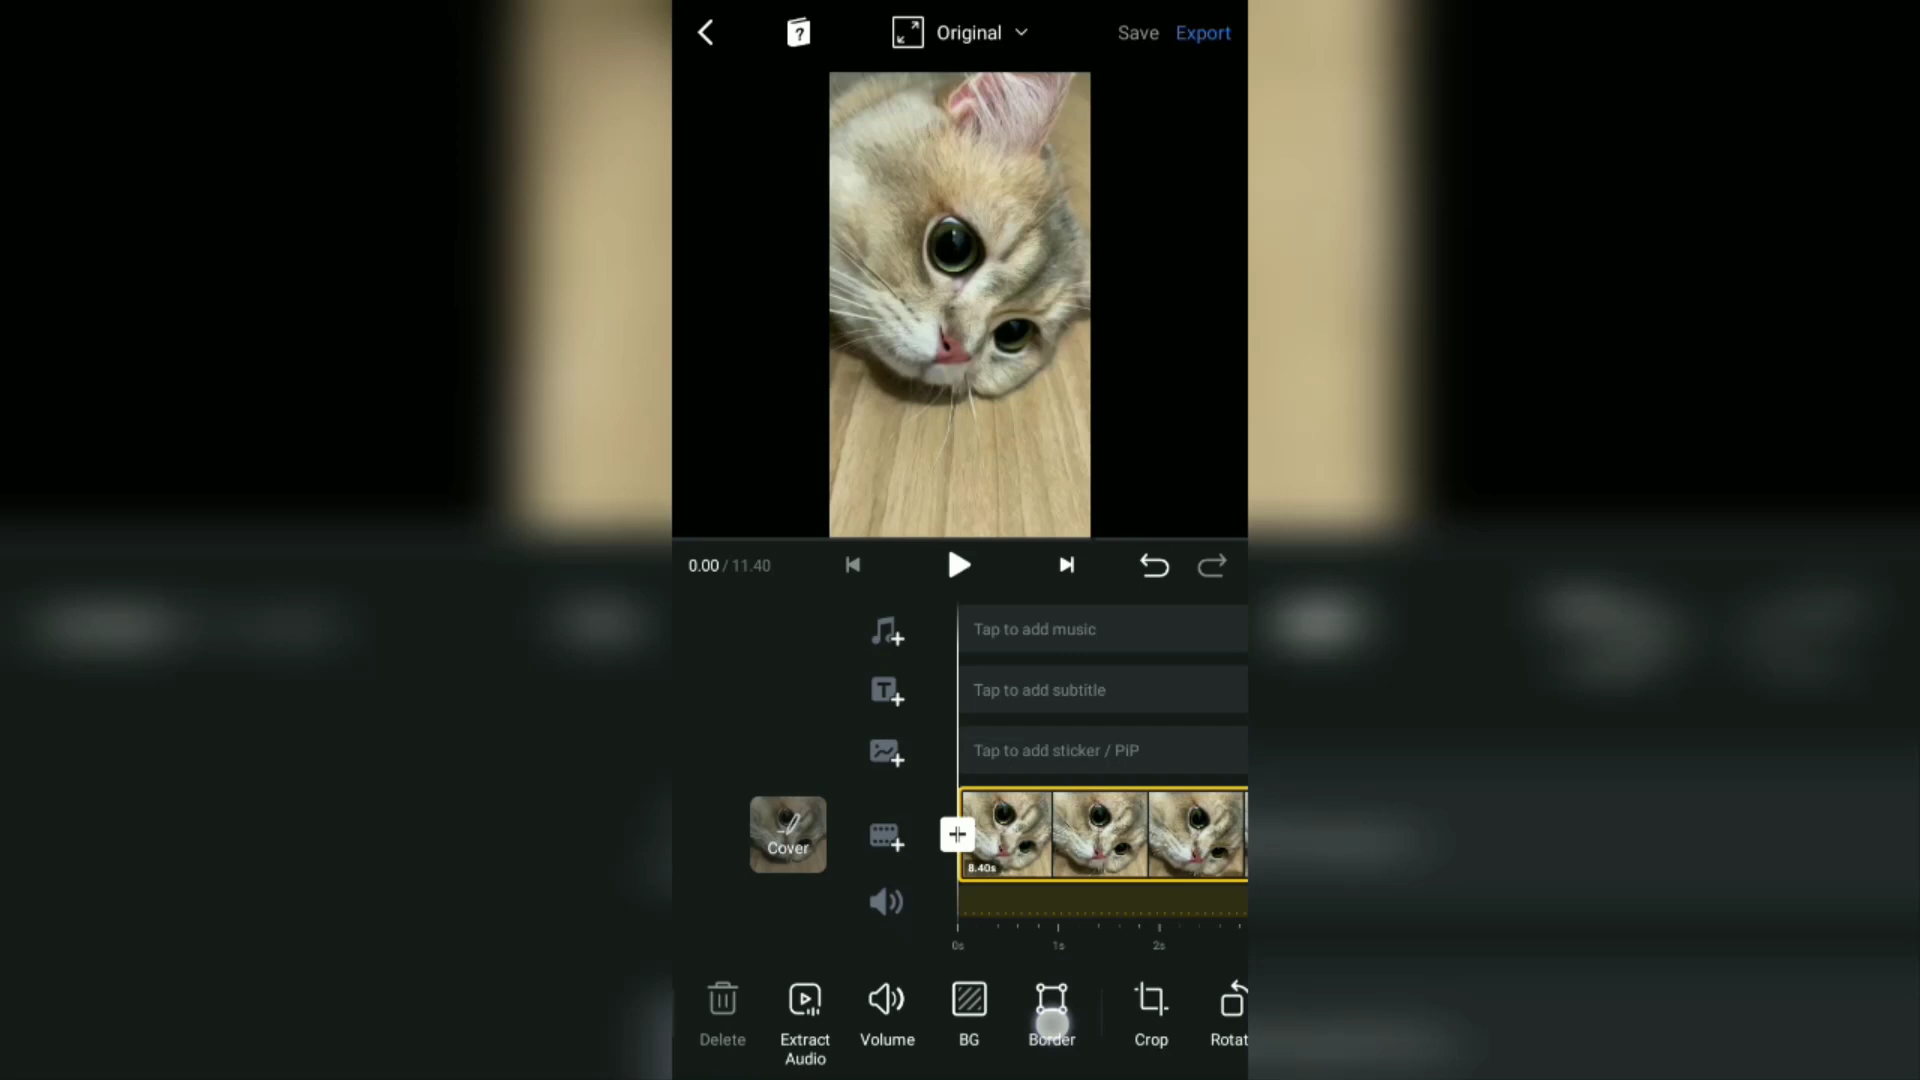 Original
Save
Export
0.00 / 11.40
Tap to add music
Tap to add subtitle
Tap to add sticker / PiP
Cover
8.40s
0s 1s 2s
Delete
Extract
Audio
Volume
BG
Border
Crop
Rotat